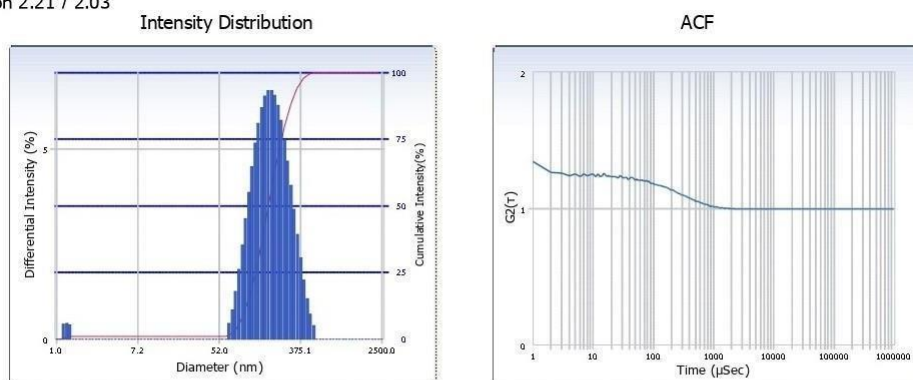 on 2.21 / 2.03
Intensity Distribution
Differential Intensity (%)
5
0
Cumulative Intensity(%)
100
75
50
25
0
1.0 7.2 52.0 375.1 2500.0
Diameter (nm)
ACF
G2(τ)
2
1
0
1 10 100 1000 10000 100000 1000000
Time (µSec)